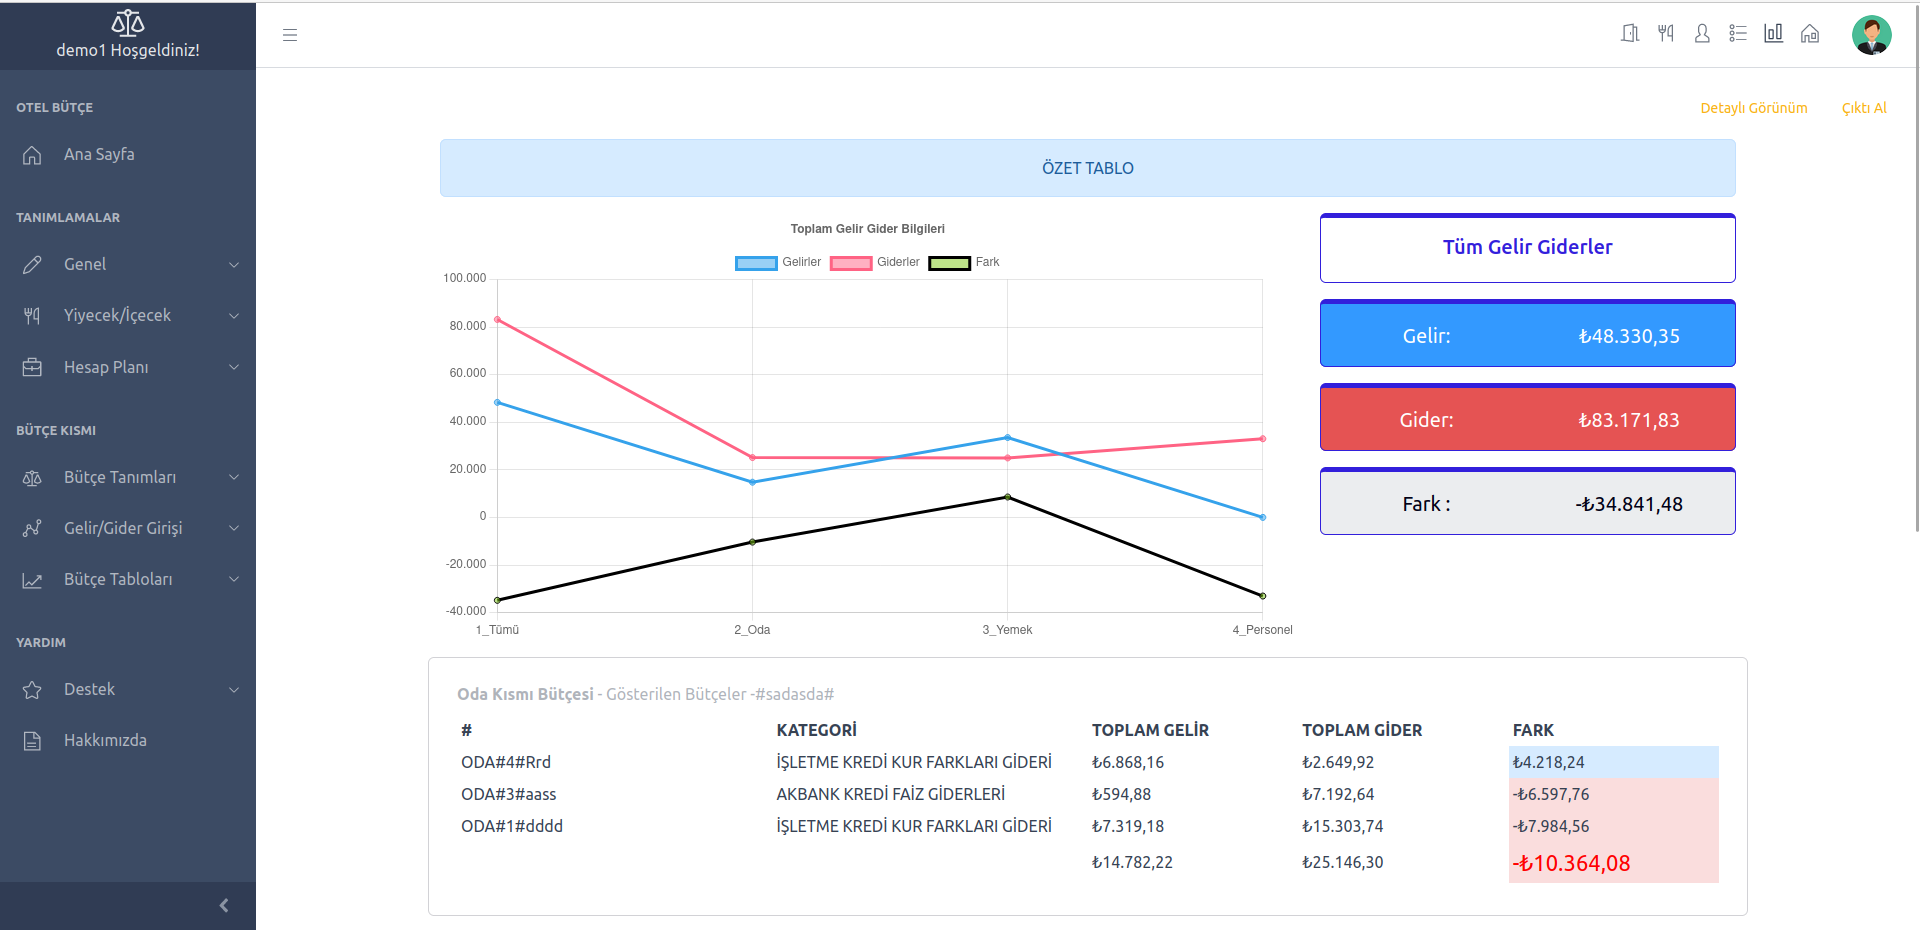 demo1 Hoşgeldiniz!
OTEL BÜTÇE
Ana Sayfa
TANIMLAMALAR
Genel
Yiyecek/İçecek
Hesap Planı
BÜTÇE KISMI
Bütçe Tanımları
Gelir/Gider Girişi
Bütçe Tabloları
YARDIM
Destek
Hakkımızda
Detaylı Görünüm Çıktı Al
ÖZET TABLO
Toplam Gelir Gider Bilgileri
Gelirler Giderler Fark
100.000
80.000
60.000
40.000
20.000
0
-20.000
-40.000
1_Tümü 2_Oda 3_Yemek 4_Personel
Tüm Gelir Giderler
Gelir: ₺48.330,35
Gider: ₺83.171,83
Fark : -₺34.841,48
Oda Kısmı Bütçesi - Gösterilen Bütçeler -#sadasda#
# KATEGORİ TOPLAM GELİR TOPLAM GİDER FARK
ODA#4#Rrd İŞLETME KREDİ KUR FARKLARI GİDERİ ₺6.868,16 ₺2.649,92 ₺4.218,24
ODA#3#aass AKBANK KREDİ FAİZ GİDERLERİ ₺594,88 ₺7.192,64 -₺6.597,76
ODA#1#dddd İŞLETME KREDİ KUR FARKLARI GİDERİ ₺7.319,18 ₺15.303,74 -₺7.984,56
₺14.782,22 ₺25.146,30 -₺10.364,08